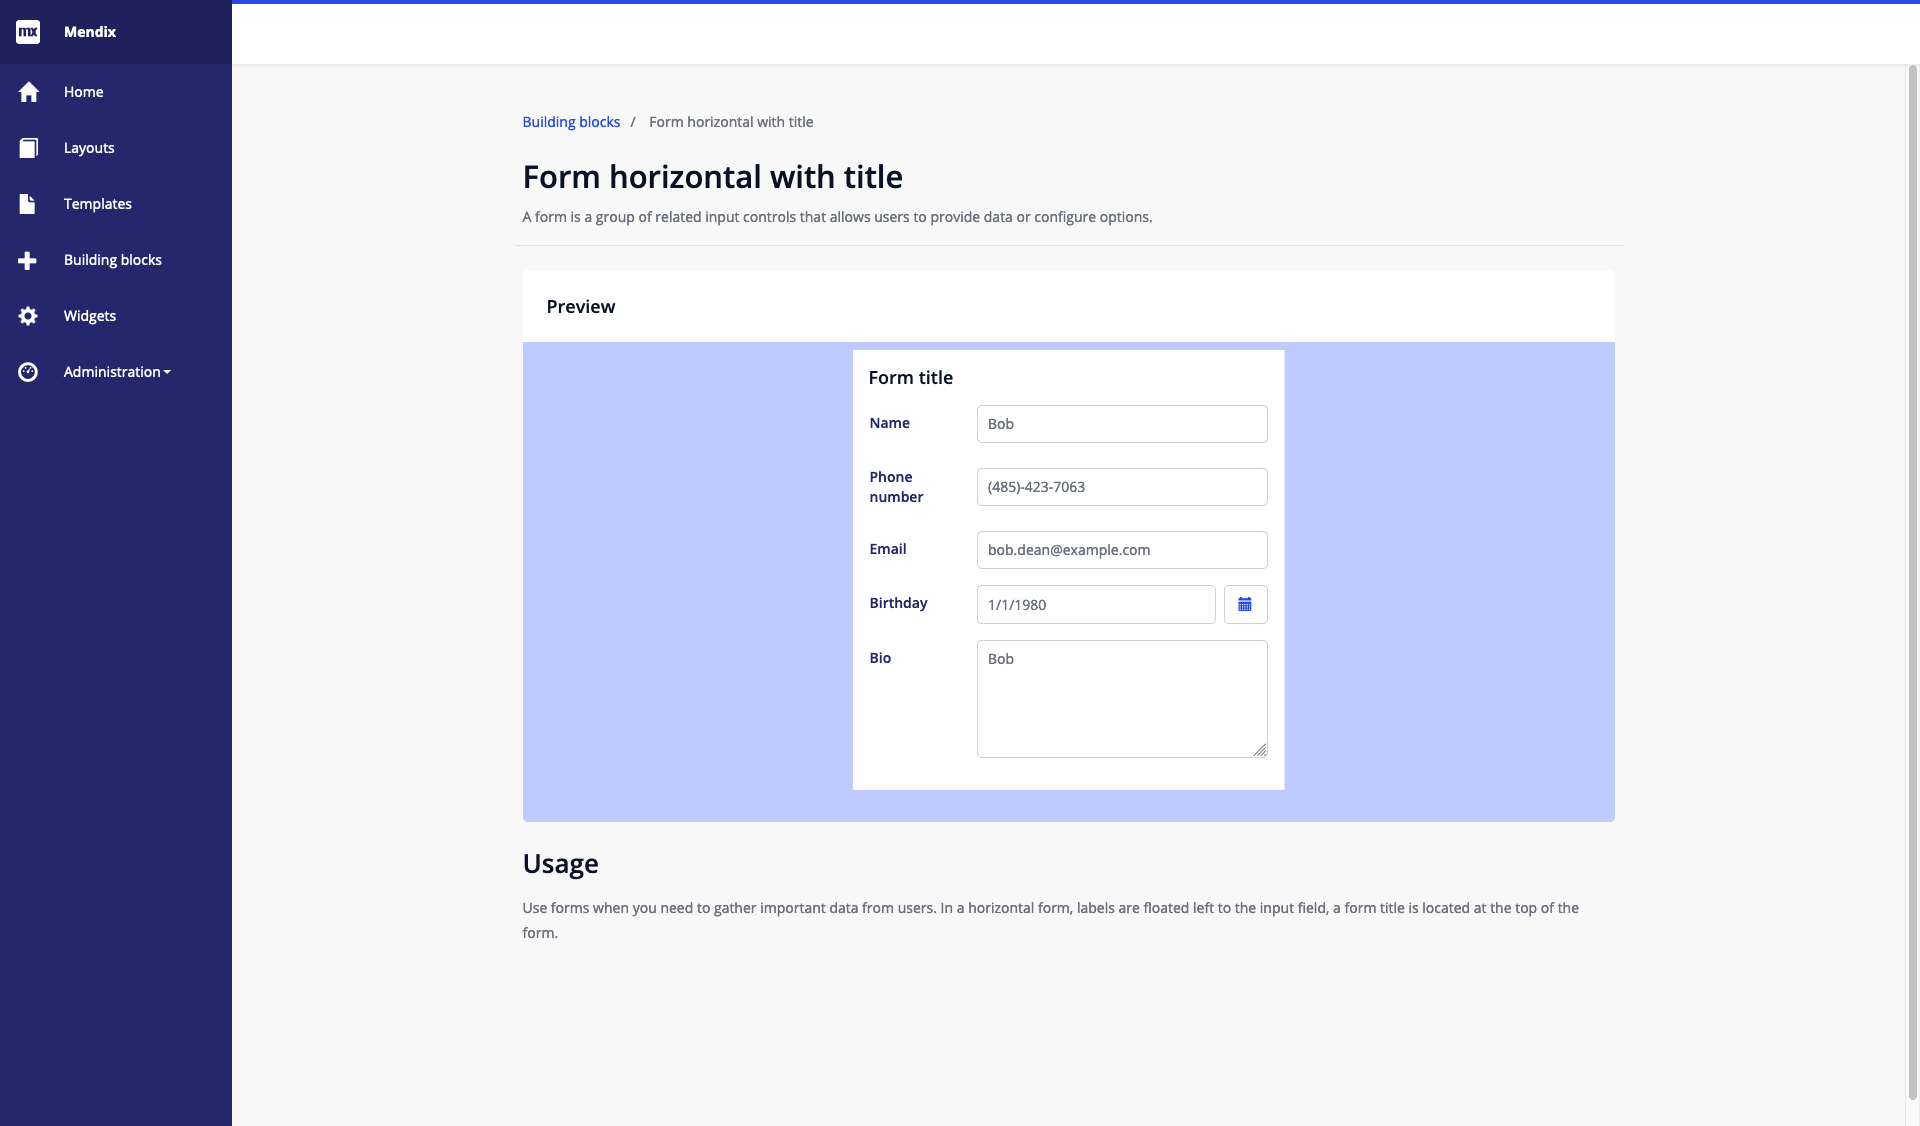 mx Mendix
Home
Layouts
Templates
Building blocks
Widgets
Administration
Building blocks / Form horizontal with title
Form horizontal with title
A form is a group of related input controls that allows users to provide data or configure options.
Preview
Form title
Name Bob
Phone
number
(485)-423-7063
Email bob.dean@example.com
Birthday 1/1/1980
Bio Bob
Usage
Use forms when you need to gather important data from users. In a horizontal form, labels are floated left to the input field, a form title is located at the top of the
form.